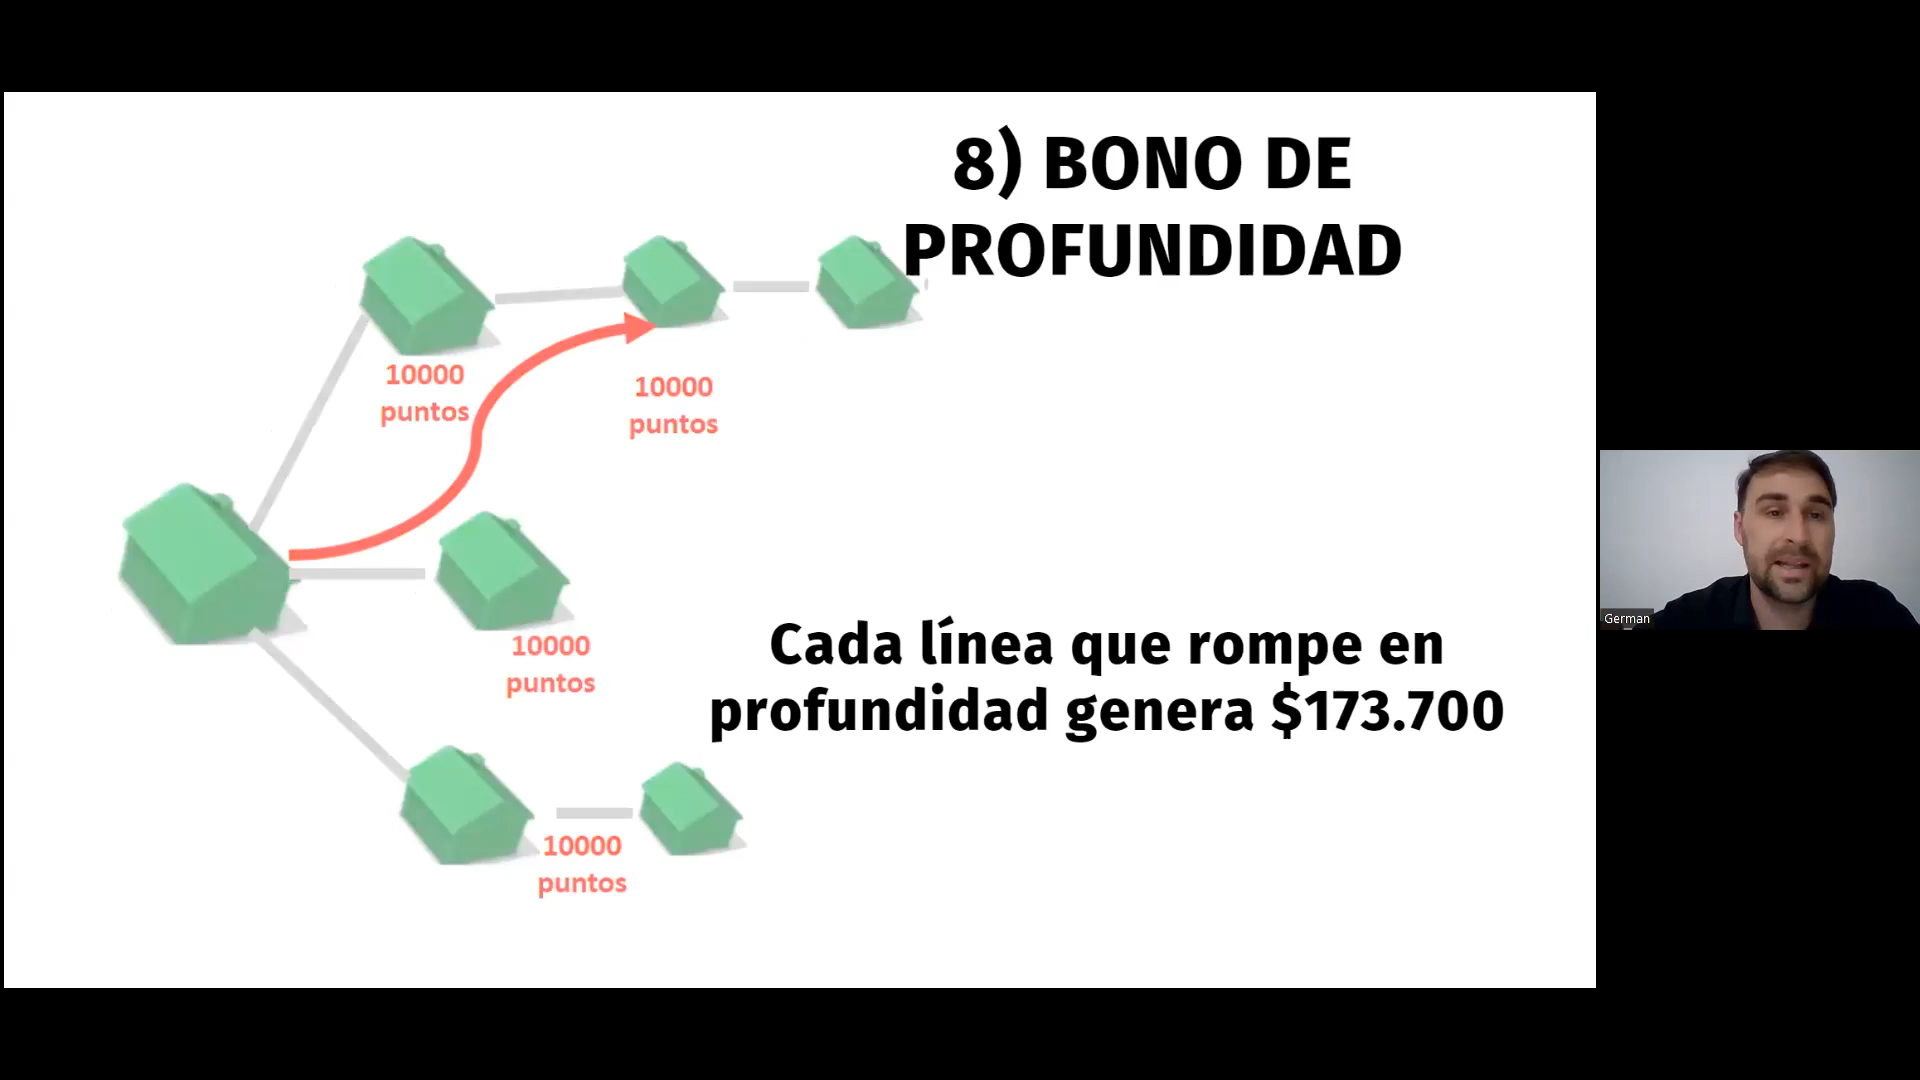 8) BONO DE
PROFUNDIDAD
10000
puntos
10000
puntos
10000
puntos
Cada línea que rompe en
profundidad genera $173.700
10000
puntos
German